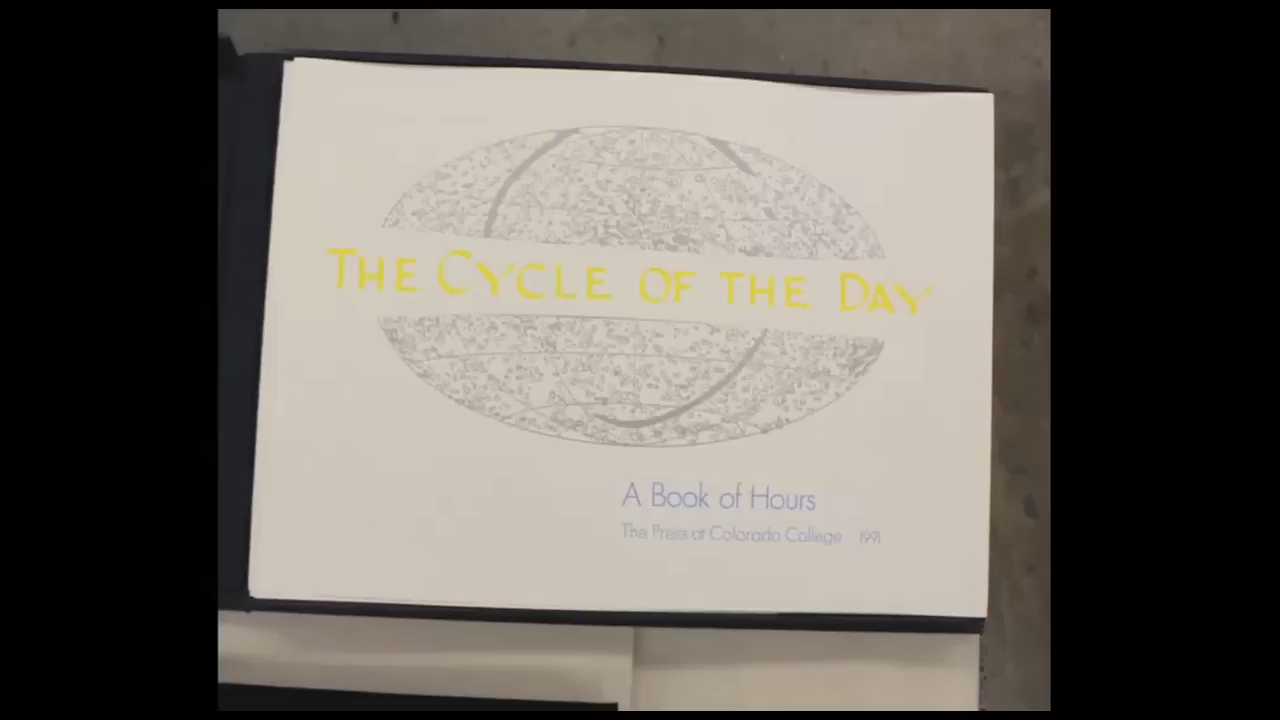 THE CYCLE OF THE DAY
A Book of Hours
The Press at Colorado College 1991